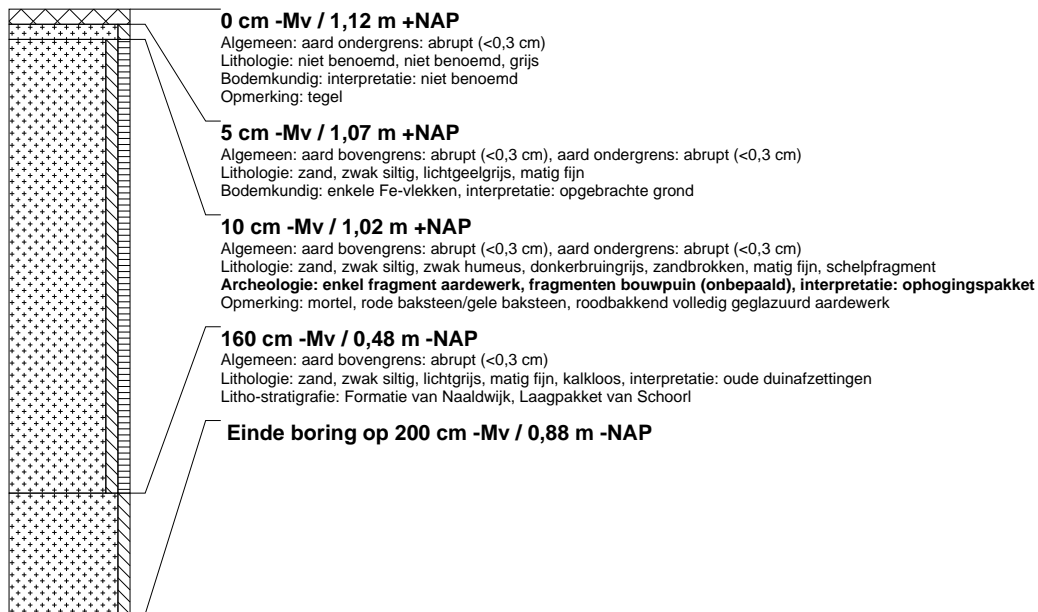 0 cm -Mv / 1,12 m +NAP
Algemeen: aard ondergrens: abrupt (<0,3 cm)
Lithologie: niet benoemd, niet benoemd, grijs
Bodemkundig: interpretatie: niet benoemd
Opmerking: tegel
5 cm -Mv / 1,07 m +NAP
Algemeen: aard bovengrens: abrupt (<0,3 cm), aard ondergrens: abrupt (<0,3 cm)
Lithologie: zand, zwak siltig, lichtgeelgrijs, matig fijn
Bodemkundig: enkele Fe-vlekken, interpretatie: opgebrachte grond
10 cm -Mv / 1,02 m +NAP
Algemeen: aard bovengrens: abrupt (<0,3 cm), aard ondergrens: abrupt (<0,3 cm)
Lithologie: zand, zwak siltig, zwak humeus, donkerbruingrijs, zandbrokken, matig fijn, schelpfragment
Archeologie: enkel fragment aardewerk, fragmenten bouwpuin (onbepaald), interpretatie: ophogingspakket
Opmerking: mortel, rode baksteen/gele baksteen, roodbakkend volledig geglazuurd aardewerk
160 cm -Mv / 0,48 m -NAP
Algemeen: aard bovengrens: abrupt (<0,3 cm)
Lithologie: zand, zwak siltig, lichtgrijs, matig fijn, kalkloos, interpretatie: oude duinafzettingen
Litho-stratigrafie: Formatie van Naaldwijk, Laagpakket van Schoorl
Einde boring op 200 cm -Mv / 0,88 m -NAP